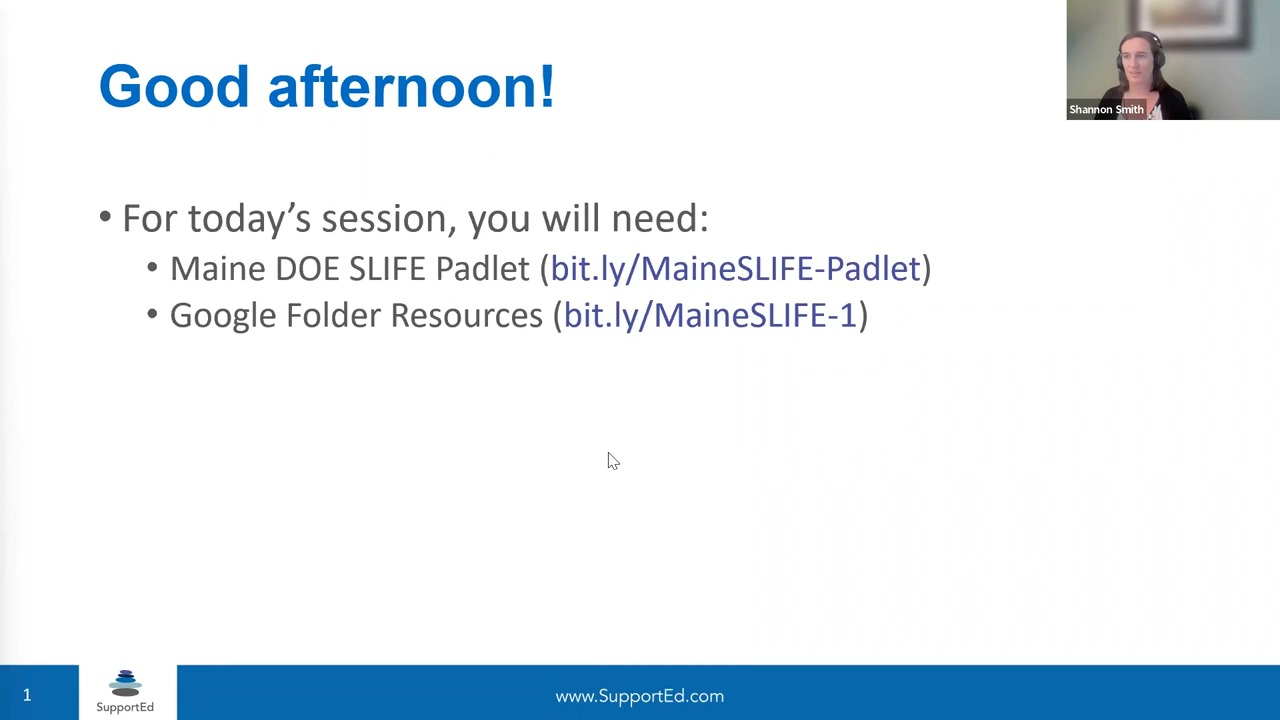 Good afternoon!
Shannon Smith
• For today’s session, you will need:
• Maine DOE SLIFE Padlet (bit.ly/MaineSLIFE-Padlet)
• Google Folder Resources (bit.ly/MaineSLIFE-1)
1
SupportEd
www.SupportEd.com